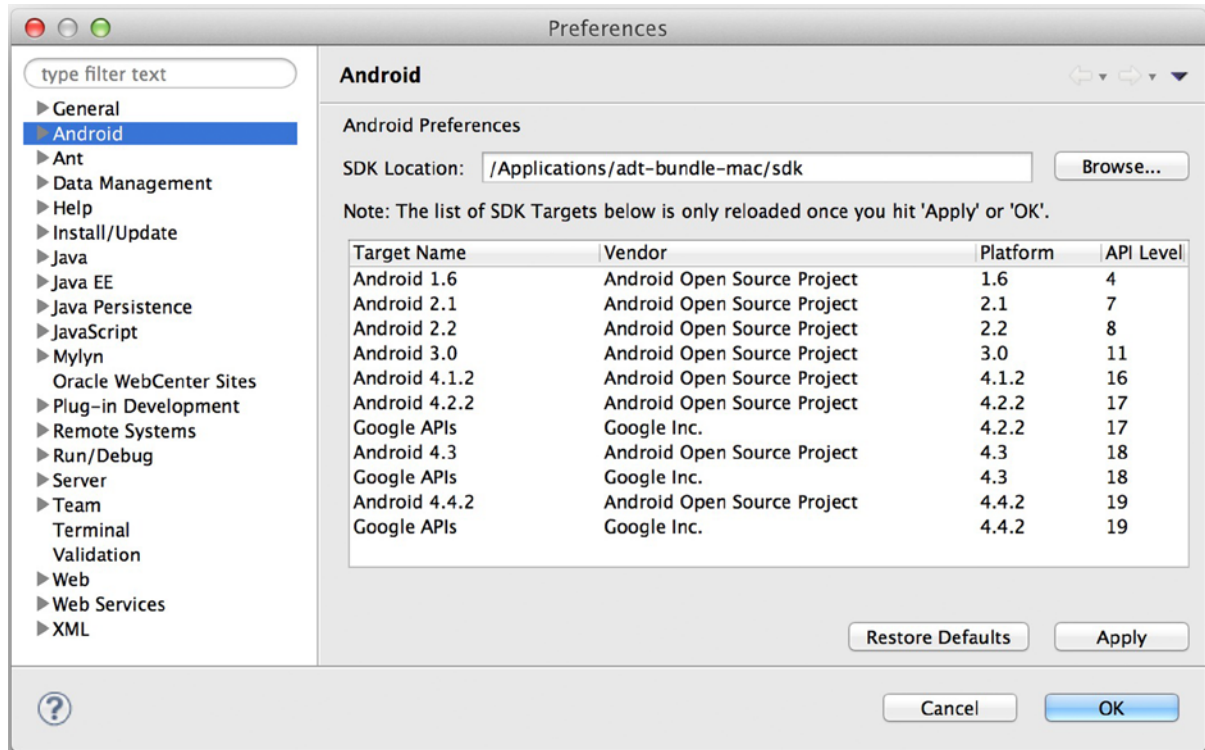 Preferences
type filter text
General
Android
Ant
Data Management
Help
Install/Update
Java
Java EE
Java Persistence
JavaScript
Mylyn
Oracle WebCenter Sites
Plug-in Development
Remote Systems
Run/Debug
Server
Team
Terminal
Validation
Web
Web Services
XML
Android
Android Preferences
SDK Location: /Applications/adt-bundle-mac/sdk Browse...
Note: The list of SDK Targets below is only reloaded once you hit 'Apply' or 'OK'.
Target Name Vendor Platform API Level
Android 1.6 Android Open Source Project 1.6 4
Android 2.1 Android Open Source Project 2.1 7
Android 2.2 Android Open Source Project 2.2 8
Android 3.0 Android Open Source Project 3.0 11
Android 4.1.2 Android Open Source Project 4.1.2 16
Android 4.2.2 Android Open Source Project 4.2.2 17
Google APIs Google Inc. 4.2.2 17
Android 4.3 Android Open Source Project 4.3 18
Google APIs Google Inc. 4.3 18
Android 4.4.2 Android Open Source Project 4.4.2 19
Google APIs Google Inc. 4.4.2 19
Restore Defaults Apply
? Cancel OK